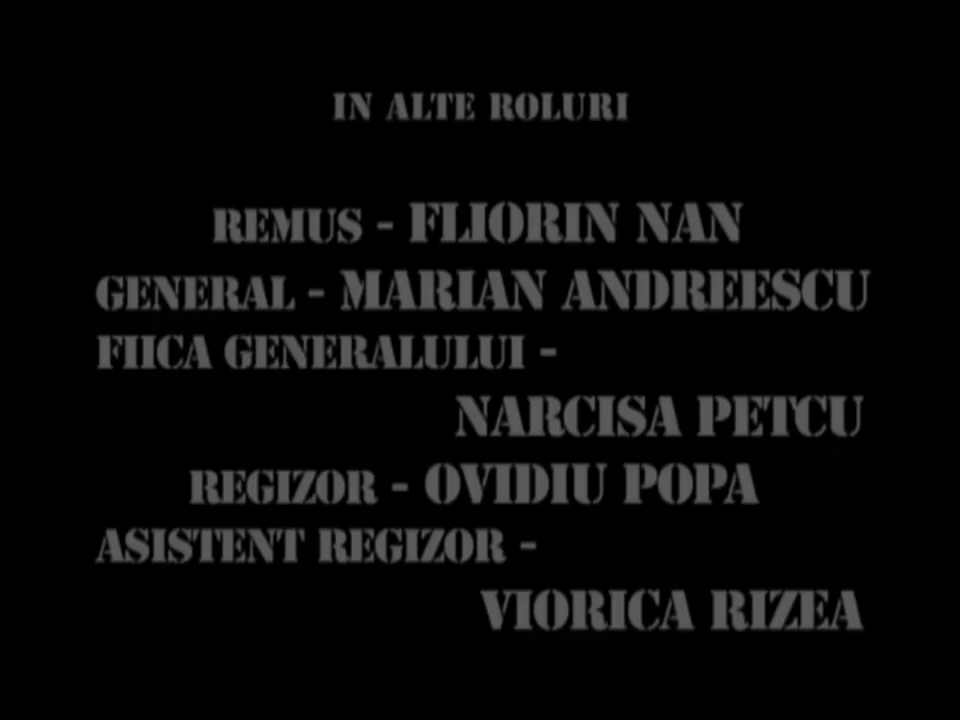 IN ALTE ROLURI
REMUS - FLIORIN NAN
GENERAL - MARIAN ANDREESCU
FIICA GENERALULUI -
NARCISA PETCU
REGIZOR - OVIDIU POPA
ASISTENT REGIZOR -
VIORICA RIZEA